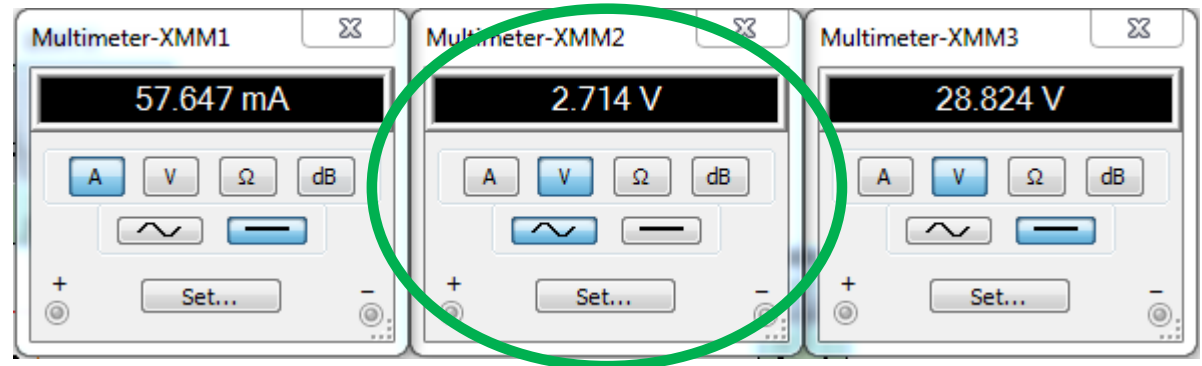 Multimeter-XMM1
57.647 mA
A V Ω dB
+ –
Set...
Multimeter-XMM2
2.714 V
A V Ω dB
+ –
Set...
Multimeter-XMM3
28.824 V
A V Ω dB
+ –
Set...